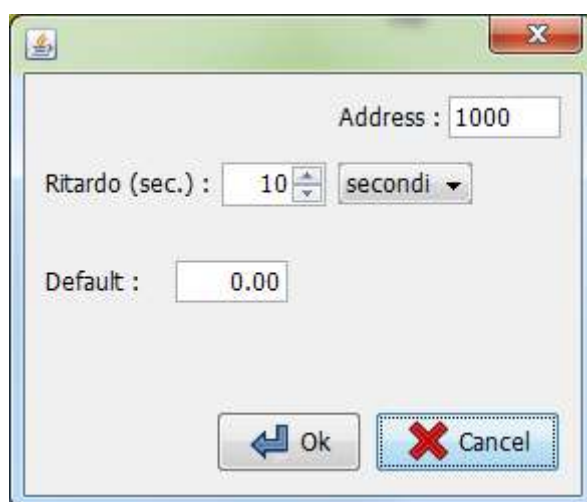 Address : 1000
Ritardo (sec.) : 10 secondi
Default : 0.00
Ok Cancel